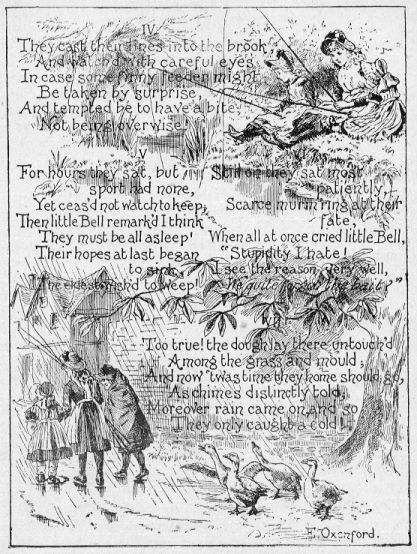 IV
They cast their lines into the brook,
And watch'd with careful eyes
In case some finny feeder might
Be taken by surprise,
And tempted be to have a bite,
Not being overwise!
V
For hours they sat, but
sport had none,
Yet ceas'd not watch to keep,
Then little Bell remark'd I think
They must be all asleep!
Their hopes at last began
to sink,
The eldest wish'd to weep!
Still on they sat most
patiently,
Scarce murm'ring at their
fate,
When all at once cried little Bell,
"Stupidity I hate!
I see the reason very well,
We quite forgot the bait!"
Too true! the dough lay there untouch'd
Among the grass and mould,
And now 'twas time they home should go,
As chimes distinctly told,
Moreover rain came on, and so
They only caught a cold!
E. Oxenford.